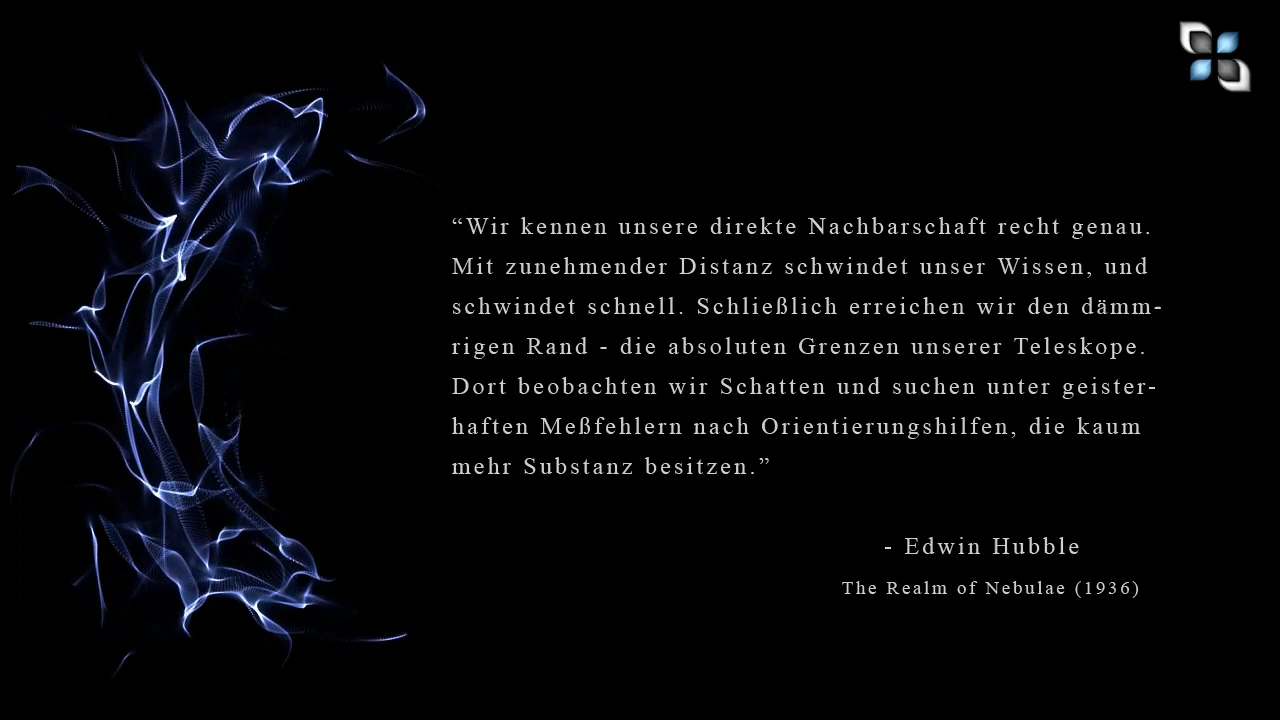 “Wir kennen unsere direkte Nachbarschaft recht genau.
Mit zunehmender Distanz schwindet unser Wissen, und
schwindet schnell. Schließlich erreichen wir den dämm-
rigen Rand - die absoluten Grenzen unserer Teleskope.
Dort beobachten wir Schatten und suchen unter geister-
haften Meßfehlern nach Orientierungshilfen, die kaum
mehr Substanz besitzen.”
- Edwin Hubble
The Realm of Nebulae (1936)